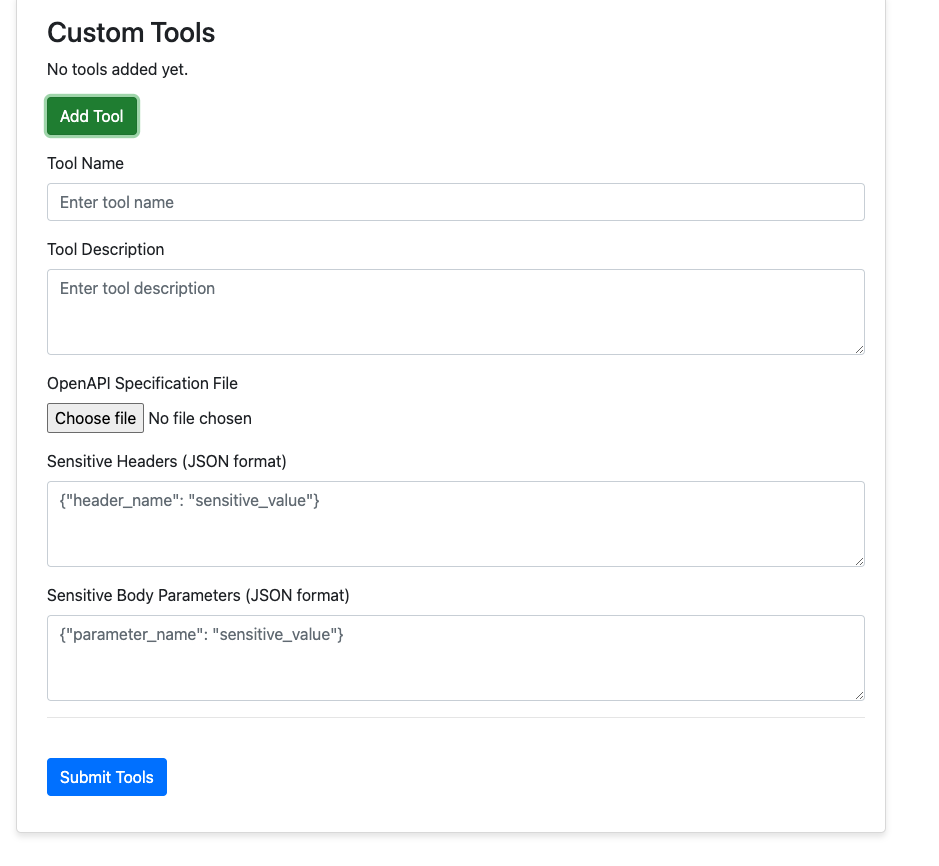 Custom Tools
No tools added yet.
Add Tool
Tool Name
Enter tool name
Tool Description
Enter tool description
OpenAPI Specification File
Choose file No file chosen
Sensitive Headers (JSON format)
{"header_name": "sensitive_value"}
Sensitive Body Parameters (JSON format)
{"parameter_name": "sensitive_value"}
Submit Tools